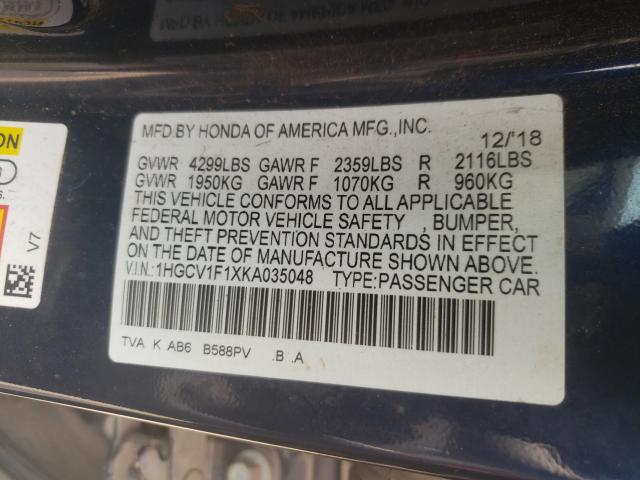 MFD.BY HONDA OF AMERICA MFG.,INC. 12/'18
GVWR 4299LBS GAWR F 2359LBS R 2116LBS
GVWR 1950KG GAWR F 1070KG R 960KG
THIS VEHICLE CONFORMS TO ALL APPLICABLE
FEDERAL MOTOR VEHICLE SAFETY , BUMPER,
AND THEFT PREVENTION STANDARDS IN EFFECT
ON THE DATE OF MANUFACTURE SHOWN ABOVE.
V.I.N.:1HGCV1F1XKA035048 TYPE:PASSENGER CAR
TVA K AB6 B588PV .B .A
V7